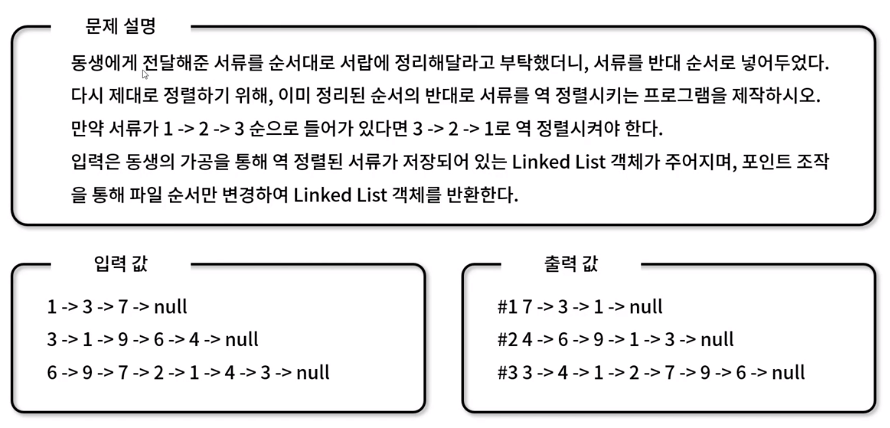 문제 설명
동생에게 전달해준 서류를 순서대로 서랍에 정리해달라고 부탁했더니, 서류를 반대 순서로 넣어두었다.
다시 제대로 정렬하기 위해, 이미 정리된 순서의 반대로 서류를 역 정렬시키는 프로그램을 제작하시오.
만약 서류가 1 -> 2 -> 3 순으로 들어가 있다면 3 -> 2 -> 1로 역 정렬시켜야 한다.
입력은 동생의 가공을 통해 역 정렬된 서류가 저장되어 있는 Linked List 객체가 주어지며, 포인트 조작
을 통해 파일 순서만 변경하여 Linked List 객체를 반환한다.
입력 값
1 -> 3 -> 7 -> null
3 -> 1 -> 9 -> 6 -> 4 -> null
6 -> 9 -> 7 -> 2 -> 1 -> 4 -> 3 -> null
출력 값
#1 7 -> 3 -> 1 -> null
#2 4 -> 6 -> 9 -> 1 -> 3 -> null
#3 3 -> 4 -> 1 -> 2 -> 7 -> 9 -> 6 -> null